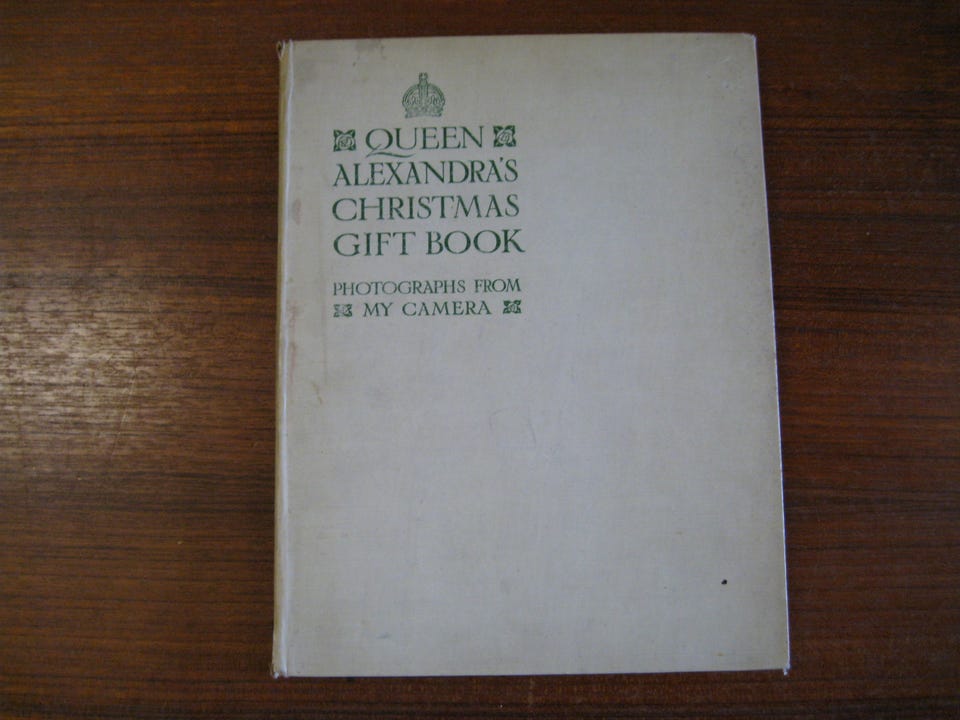 QUEEN
ALEXANDRA'S
CHRISTMAS
GIFT BOOK
PHOTOGRAPHS FROM
MY CAMERA